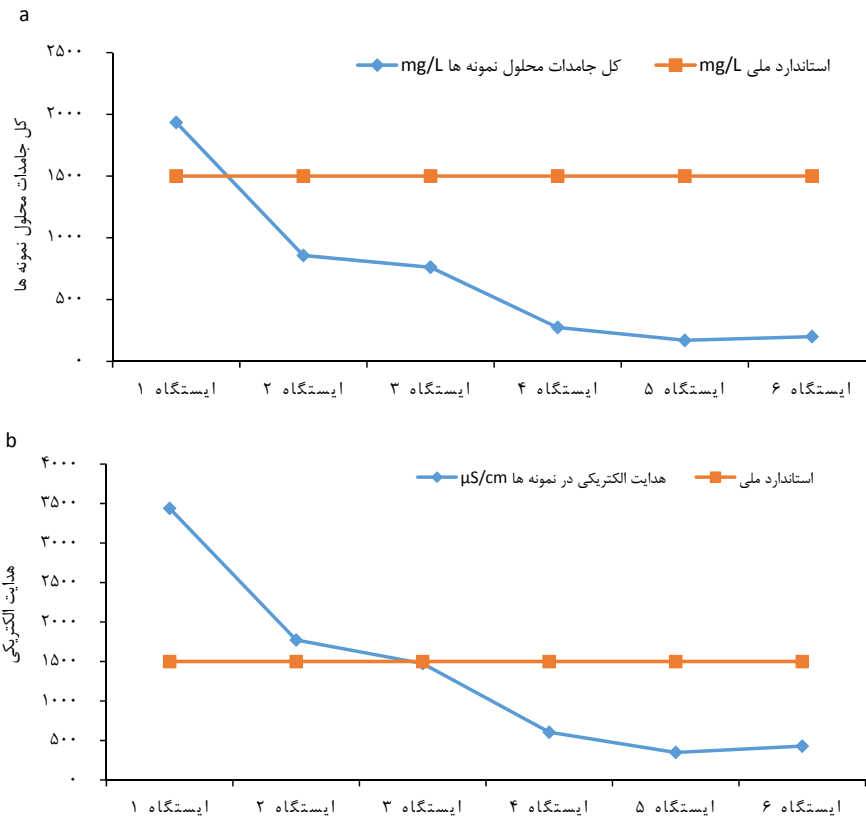 a
کل جامدات محلول نمونه ها mg/L
استاندارد ملی mg/L
کل جامدات محلول نمونه ها
۲۵۰۰
۲۰۰۰
۱۵۰۰
۱۰۰۰
۵۰۰
۰
ایستگاه ۱
ایستگاه ۲
ایستگاه ۳
ایستگاه ۴
ایستگاه ۵
ایستگاه ۶
b
هدایت الکتریکی در نمونه ها µS/cm
استاندارد ملی
هدایت الکتریکی
۴۰۰۰
۳۵۰۰
۳۰۰۰
۲۵۰۰
۲۰۰۰
۱۵۰۰
۱۰۰۰
۵۰۰
۰
ایستگاه ۱
ایستگاه ۲
ایستگاه ۳
ایستگاه ۴
ایستگاه ۵
ایستگاه ۶